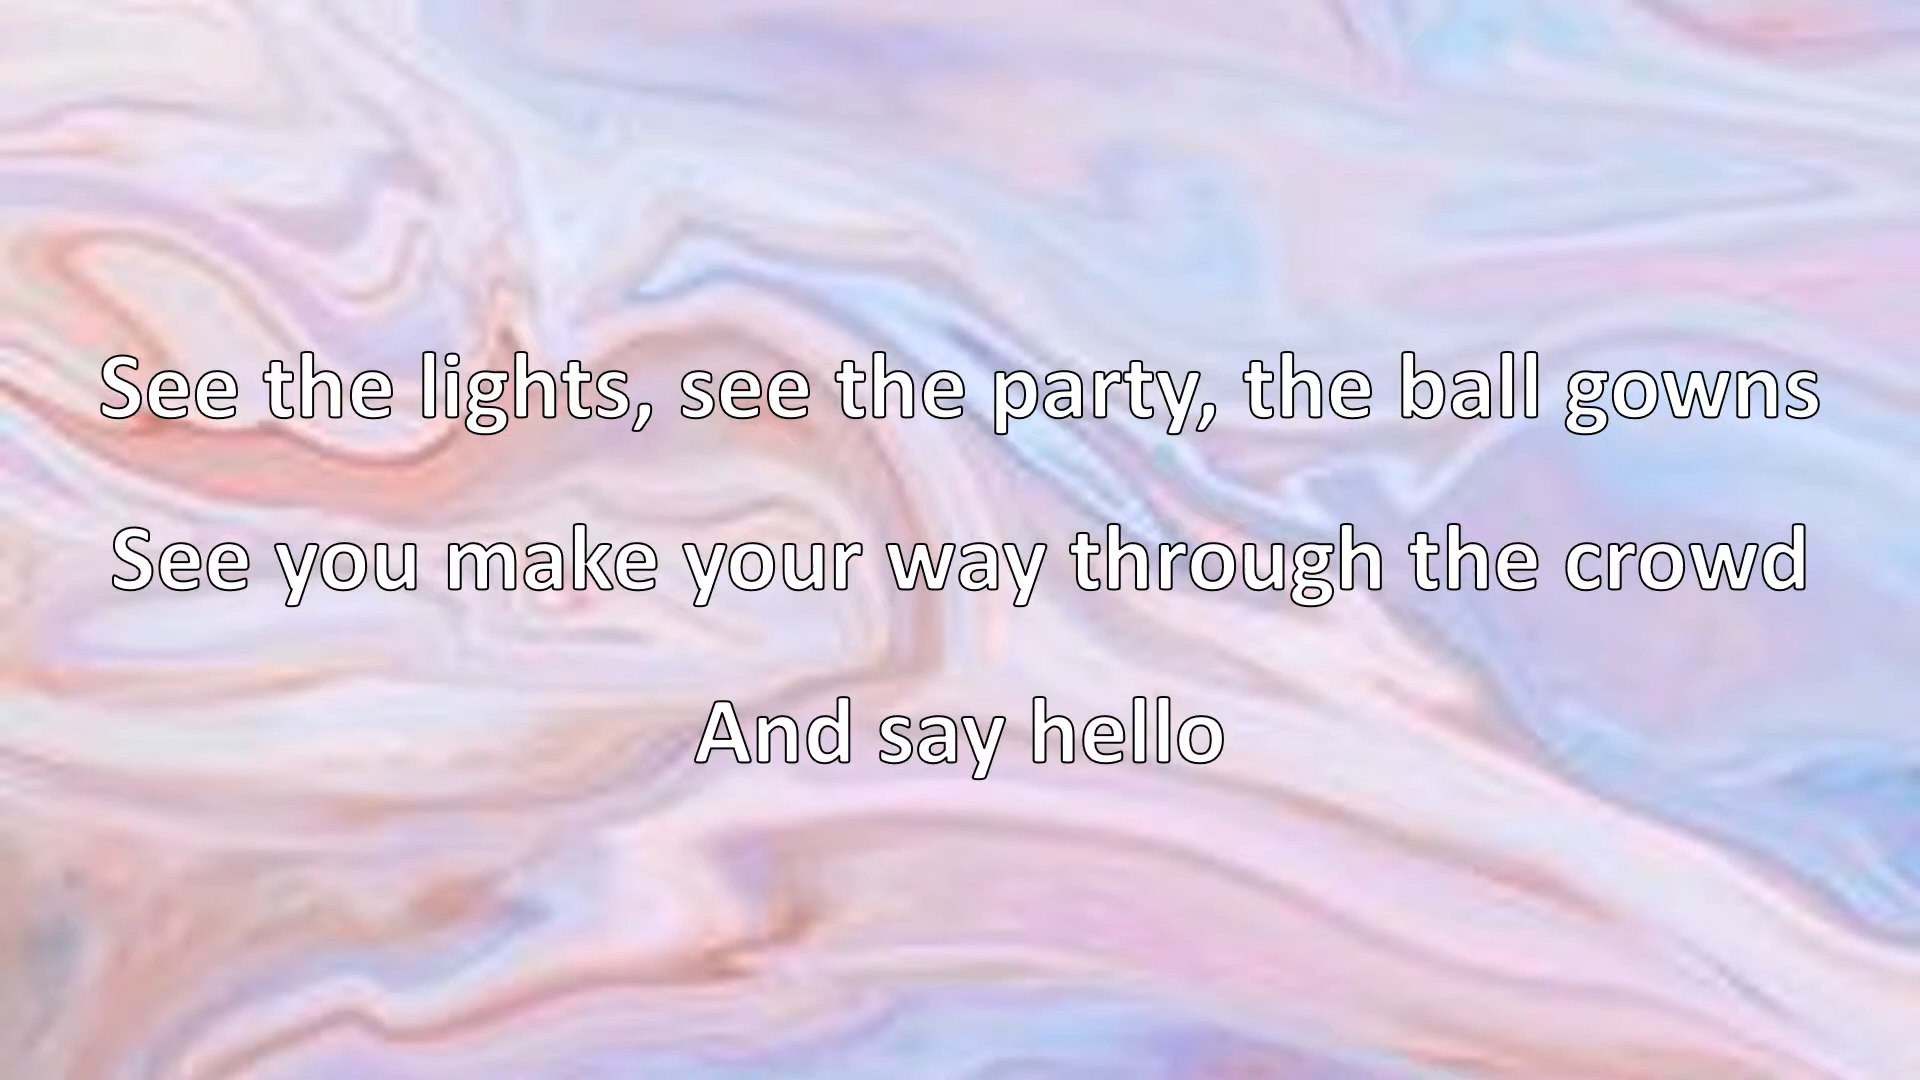 See the lights, see the party, the ball gowns
See you make your way through the crowd
And say hello